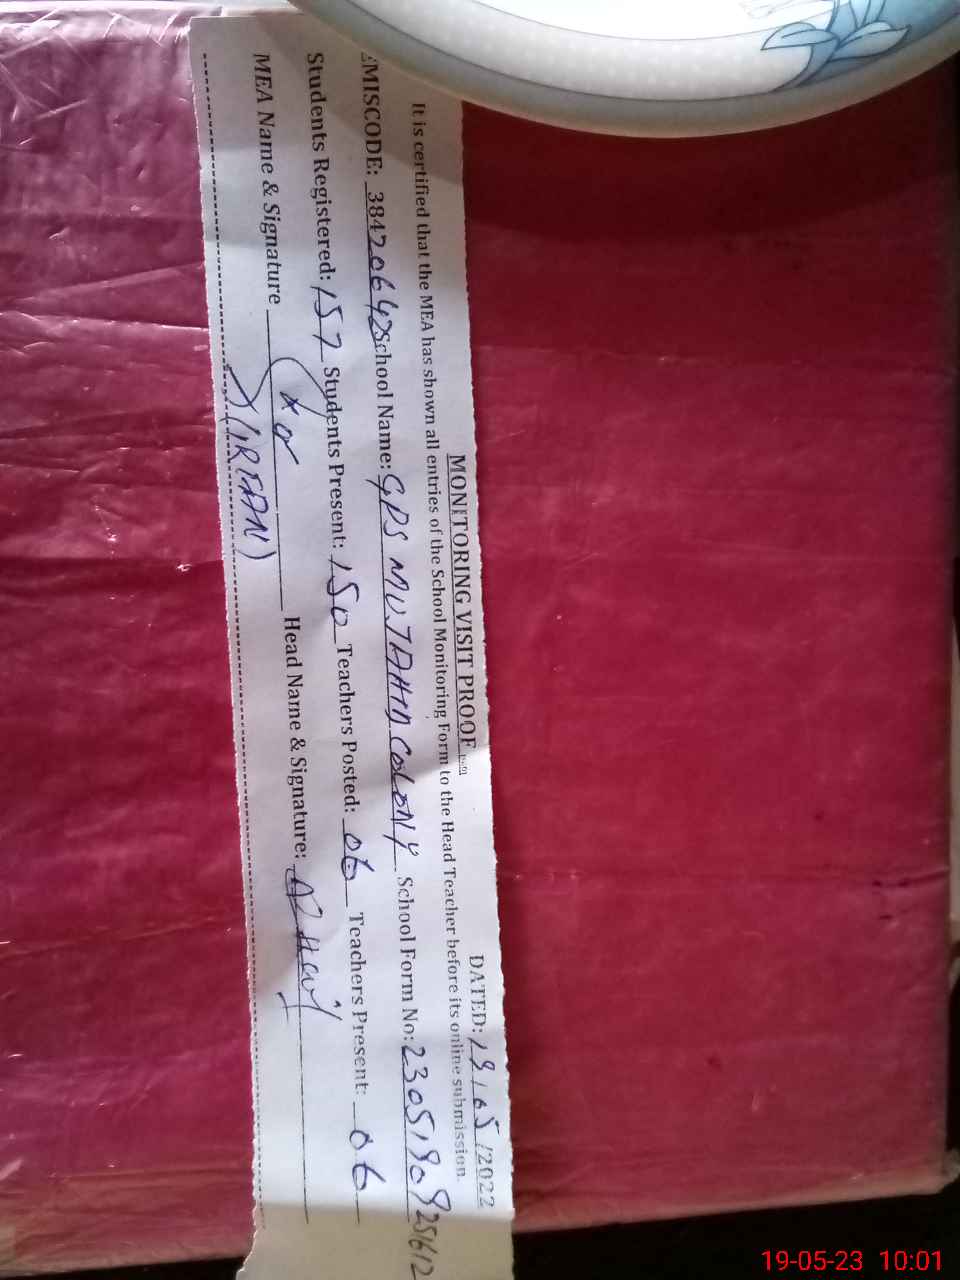 MONITORING VISIT PROOF
DATED: 19/05/2022
It is certified that the MEA has shown all entries of the School Monitoring Form to the Head Teacher before its online submission.
EMISCODE: 38420642 School Name: GPS MUJAHID COLONY School Form No: 23051909251612
Students Registered: 157 Students Present: 150 Teachers Posted: 06 Teachers Present: 06
MEA Name & Signature Head Name & Signature:
(IRFAN)
19-05-23 10:01